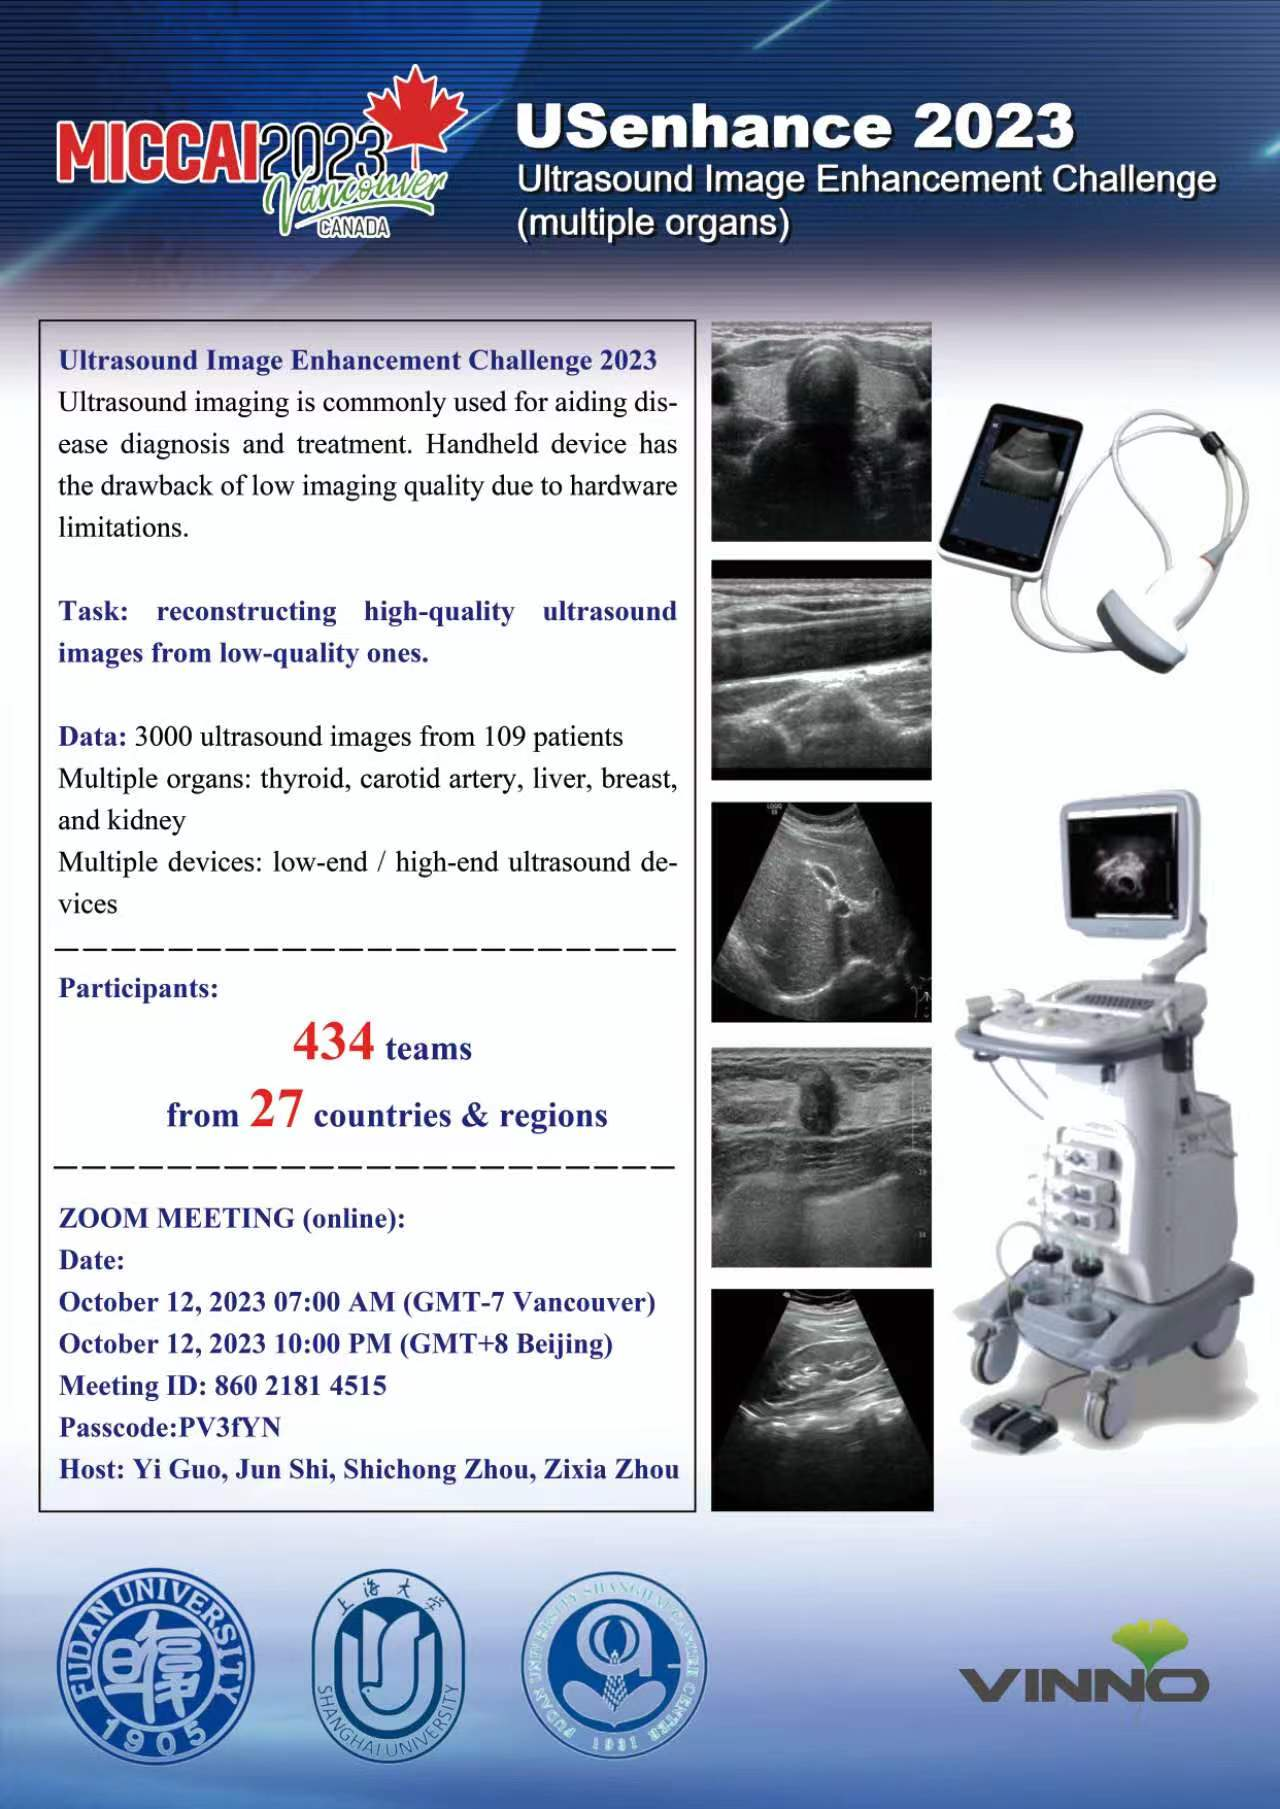 MICCAI2023
Vancouver
CANADA
USenhance 2023
Ultrasound Image Enhancement Challenge
(multiple organs)
Ultrasound Image Enhancement Challenge 2023
Ultrasound imaging is commonly used for aiding dis-
ease diagnosis and treatment. Handheld device has
the drawback of low imaging quality due to hardware
limitations.
Task: reconstructing high-quality ultrasound
images from low-quality ones.
Data: 3000 ultrasound images from 109 patients
Multiple organs: thyroid, carotid artery, liver, breast,
and kidney
Multiple devices: low-end / high-end ultrasound de-
vices
Participants:
434 teams
from 27 countries & regions
ZOOM MEETING (online):
Date:
October 12, 2023 07:00 AM (GMT-7 Vancouver)
October 12, 2023 10:00 PM (GMT+8 Beijing)
Meeting ID: 860 2181 4515
Passcode:PV3fYN
Host: Yi Guo, Jun Shi, Shichong Zhou, Zixia Zhou
FUDAN UNIVERSITY
1905
上海大学
SHANGHAI UNIVERSITY
FUDAN UNIVERSITY SHANGHAI CANCER CENTER
1931
VINNO